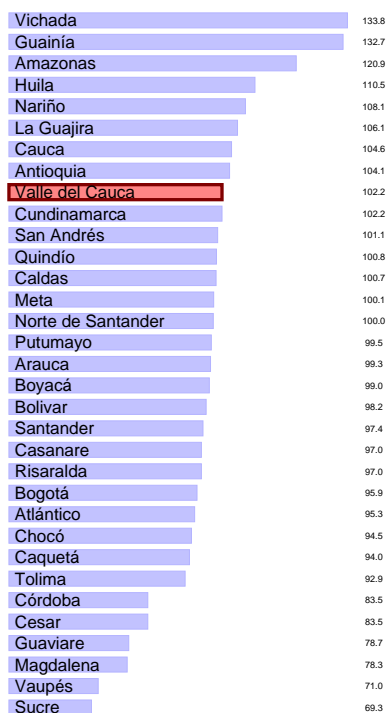 Vichada 133.8
Guainía 132.7
Amazonas 120.9
Huila 110.5
Nariño 108.1
La Guajira 106.1
Cauca 104.6
Antioquia 104.1
Valle del Cauca 102.2
Cundinamarca 102.2
San Andrés 101.1
Quindío 100.8
Caldas 100.7
Meta 100.1
Norte de Santander 100.0
Putumayo 99.5
Arauca 99.3
Boyacá 99.0
Bolivar 98.2
Santander 97.4
Casanare 97.0
Risaralda 97.0
Bogotá 95.9
Atlántico 95.3
Chocó 94.5
Caquetá 94.0
Tolima 92.9
Córdoba 83.5
Cesar 83.5
Guaviare 78.7
Magdalena 78.3
Vaupés 71.0
Sucre 69.3